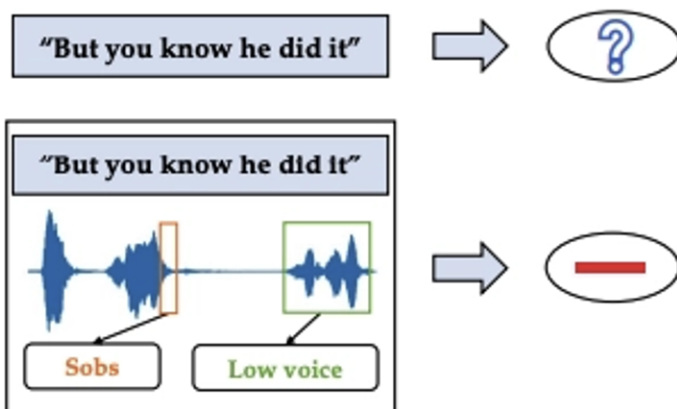 “But you know he did it”
?
“But you know he did it”
Sobs
Low voice